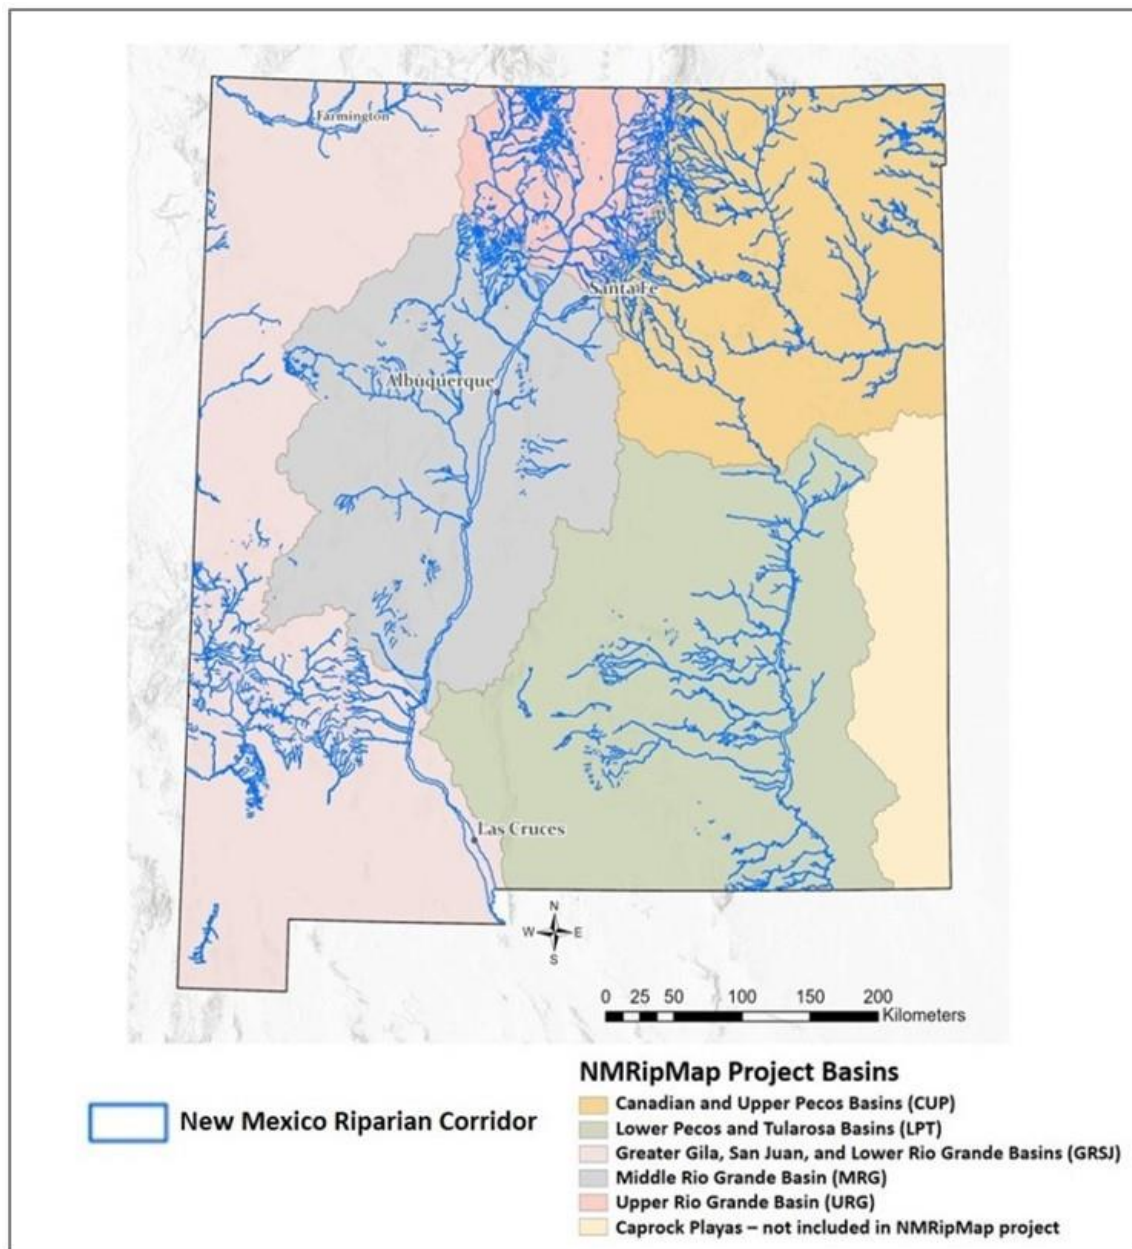 Farmington
Santa Fe
Albuquerque
Las Cruces
N
W E
S
0 25 50 100 150 200
Kilometers
NMRipMap Project Basins
Canadian and Upper Pecos Basins (CUP)
New Mexico Riparian Corridor
Lower Pecos and Tularosa Basins (LPT)
Greater Gila, San Juan, and Lower Rio Grande Basins (GRSJ)
Middle Rio Grande Basin (MRG)
Upper Rio Grande Basin (URG)
Caprock Playas – not included in NMRipMap project